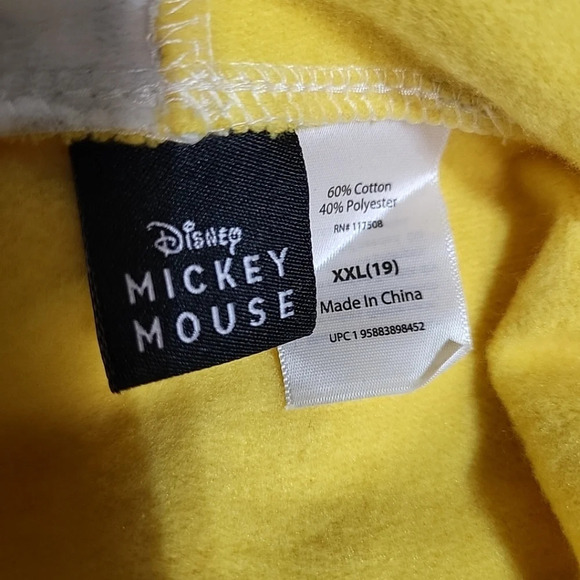 Disney
MICKEY
MOUSE
60% Cotton
40% Polyester
RN# 117508
XXL(19)
Made In China
UPC 1 95883898452